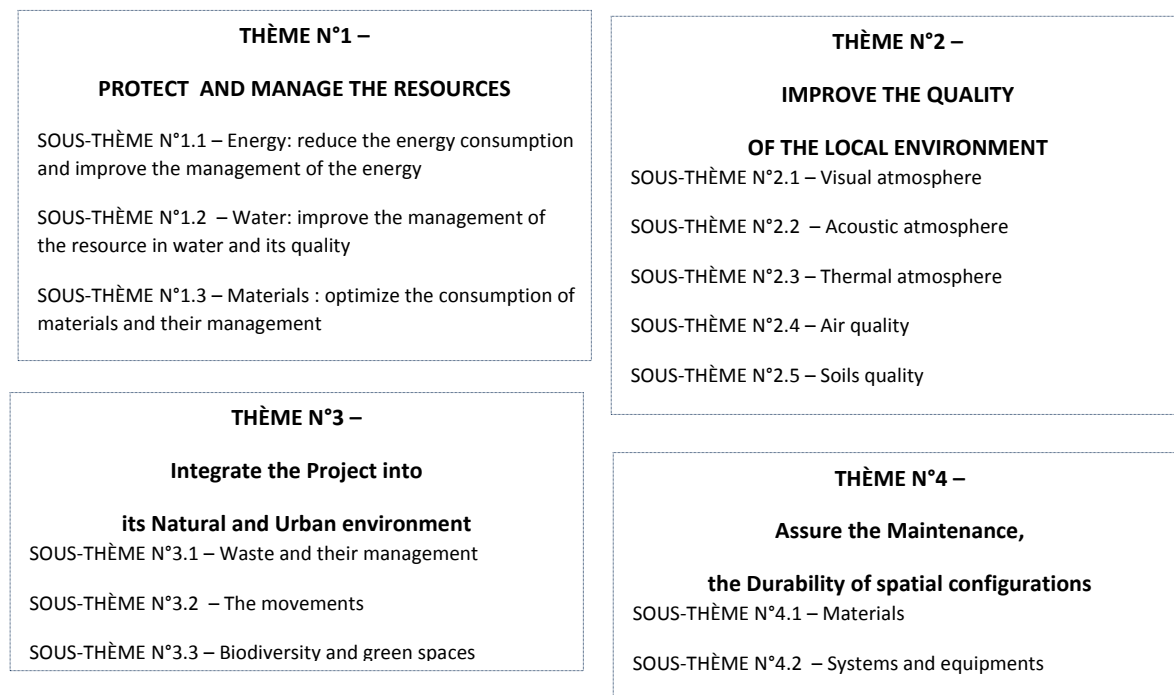 THÈME N°1 –
PROTECT AND MANAGE THE RESOURCES
SOUS-THÈME N°1.1 – Energy: reduce the energy consumption
and improve the management of the energy
SOUS-THÈME N°1.2 – Water: improve the management of
the resource in water and its quality
SOUS-THÈME N°1.3 – Materials : optimize the consumption of
materials and their management
THÈME N°2 –
IMPROVE THE QUALITY
OF THE LOCAL ENVIRONMENT
SOUS-THÈME N°2.1 – Visual atmosphere
SOUS-THÈME N°2.2 – Acoustic atmosphere
SOUS-THÈME N°2.3 – Thermal atmosphere
SOUS-THÈME N°2.4 – Air quality
SOUS-THÈME N°2.5 – Soils quality
THÈME N°3 –
Integrate the Project into
its Natural and Urban environment
SOUS-THÈME N°3.1 – Waste and their management
SOUS-THÈME N°3.2 – The movements
SOUS-THÈME N°3.3 – Biodiversity and green spaces
THÈME N°4 –
Assure the Maintenance,
the Durability of spatial configurations
SOUS-THÈME N°4.1 – Materials
SOUS-THÈME N°4.2 – Systems and equipments